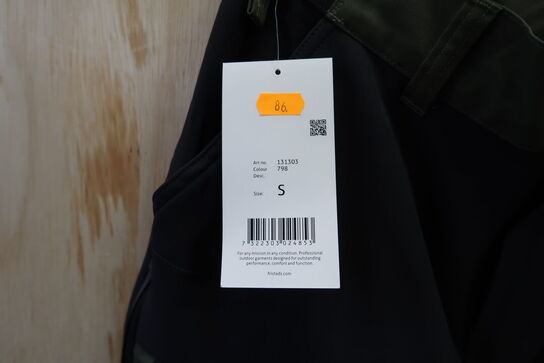 86
Art no. 131303
Colour 798
Desc.
Size: S
7 322303 024853
For any mission in any condition. Professional
outdoor garments designed for outstanding
performance, comfort and function.
fristads.com